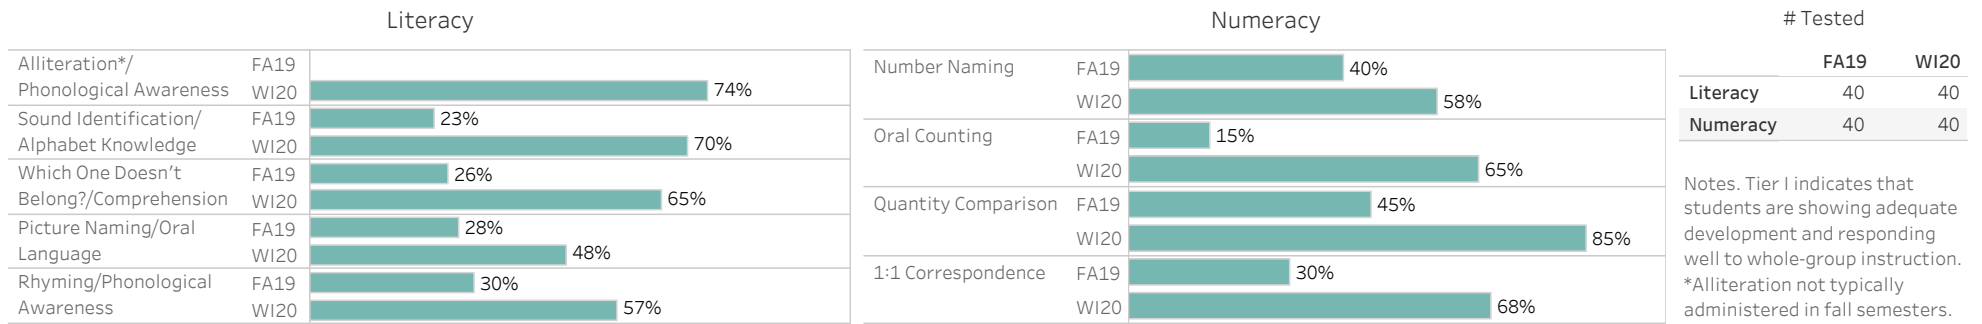 Literacy
Alliteration*/ FA19
Phonological Awareness WI20 74%
Sound Identification/ FA19 23%
Alphabet Knowledge WI20 70%
Which One Doesn't FA19 26%
Belong?/Comprehension WI20 65%
Picture Naming/Oral FA19 28%
Language WI20 48%
Rhyming/Phonological FA19 30%
Awareness WI20 57%
Numeracy
Number Naming FA19 40%
WI20 58%
Oral Counting FA19 15%
WI20 65%
Quantity Comparison FA19 45%
WI20 85%
1:1 Correspondence FA19 30%
WI20 68%
# Tested
FA19 WI20
Literacy 40 40
Numeracy 40 40
Notes. Tier I indicates that
students are showing adequate
development and responding
well to whole-group instruction.
*Alliteration not typically
administered in fall semesters.